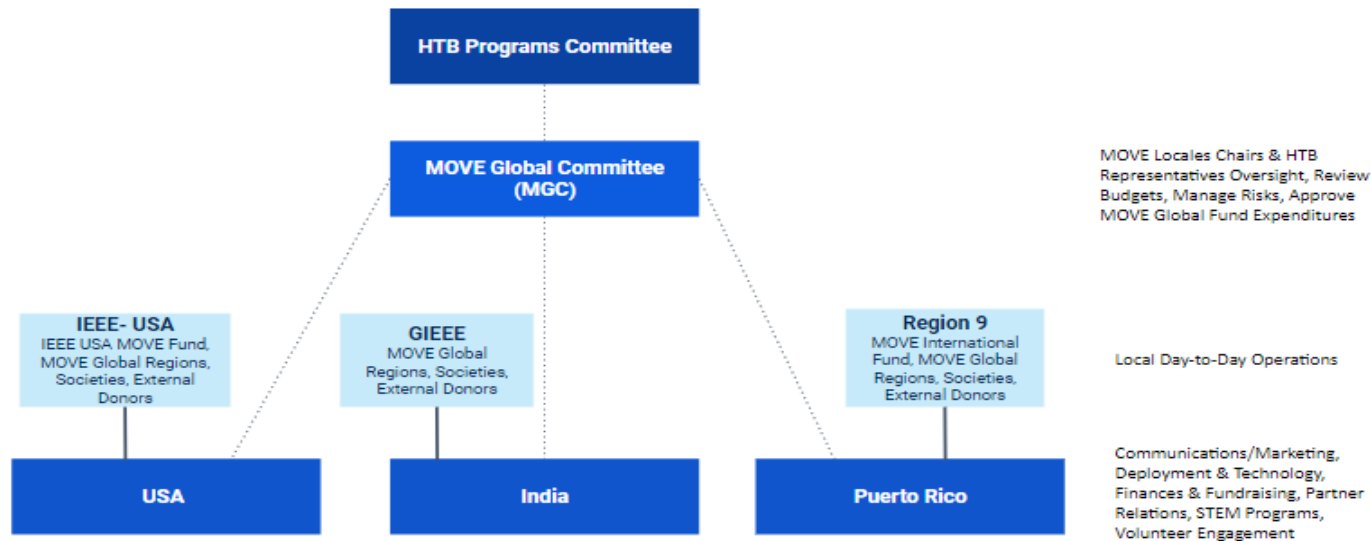 HTB Programs Committee
MOVE Global Committee
(MGC)
MOVE Locales Chairs & HTB
Representatives Oversight, Review
Budgets, Manage Risks, Approve
MOVE Global Fund Expenditures
IEEE- USA
IEEE USA MOVE Fund,
MOVE Global Regions,
Societies, External
Donors
GIEEE
MOVE Global
Regions, Societies,
External Donors
Region 9
MOVE International
Fund, MOVE Global
Regions, Societies,
External Donors
Local Day-to-Day Operations
USA
India
Puerto Rico
Communications/Marketing,
Deployment & Technology,
Finances & Fundraising, Partner
Relations, STEM Programs,
Volunteer Engagement